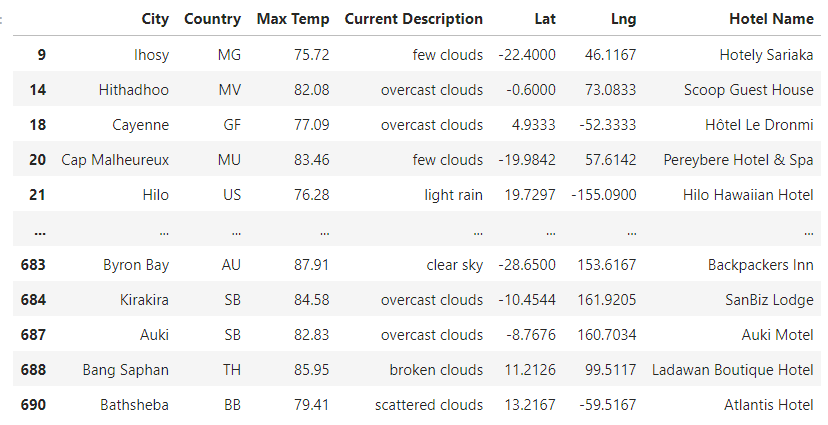 City Country Max Temp Current Description Lat Lng Hotel Name
9 Ihosy MG 75.72 few clouds -22.4000 46.1167 Hotely Sariaka
14 Hithadhoo MV 82.08 overcast clouds -0.6000 73.0833 Scoop Guest House
18 Cayenne GF 77.09 overcast clouds 4.9333 -52.3333 Hôtel Le Dronmi
20 Cap Malheureux MU 83.46 few clouds -19.9842 57.6142 Pereybere Hotel & Spa
21 Hilo US 76.28 light rain 19.7297 -155.0900 Hilo Hawaiian Hotel
... ... ... ... ... ... ... ...
683 Byron Bay AU 87.91 clear sky -28.6500 153.6167 Backpackers Inn
684 Kirakira SB 84.58 overcast clouds -10.4544 161.9205 SanBiz Lodge
687 Auki SB 82.83 overcast clouds -8.7676 160.7034 Auki Motel
688 Bang Saphan TH 85.95 broken clouds 11.2126 99.5117 Ladawan Boutique Hotel
690 Bathsheba BB 79.41 scattered clouds 13.2167 -59.5167 Atlantis Hotel